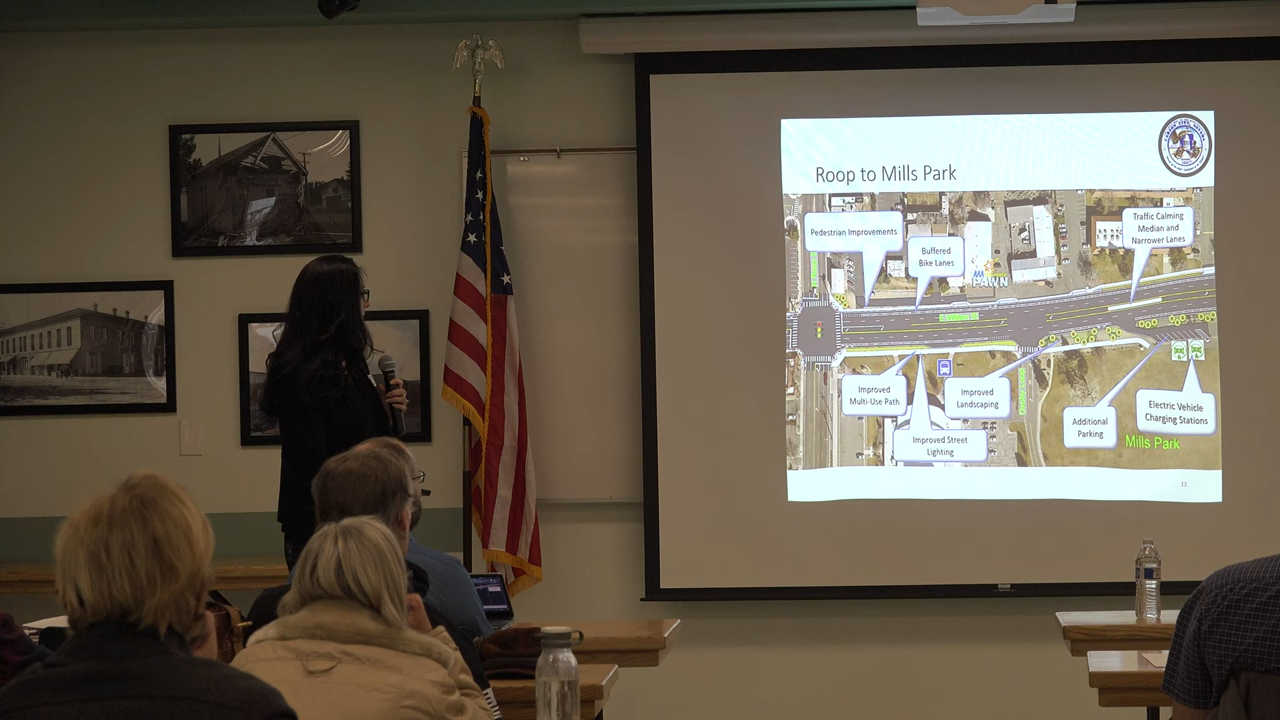 Roop to Mills Park
Pedestrian Improvements
Buffered
Bike Lanes
Traffic Calming
Median and
Narrower Lanes
PAWN
Improved
Multi-Use Path
Improved
Landscaping
Improved Street
Lighting
Additional
Parking
Electric Vehicle
Charging Stations
Mills Park
11